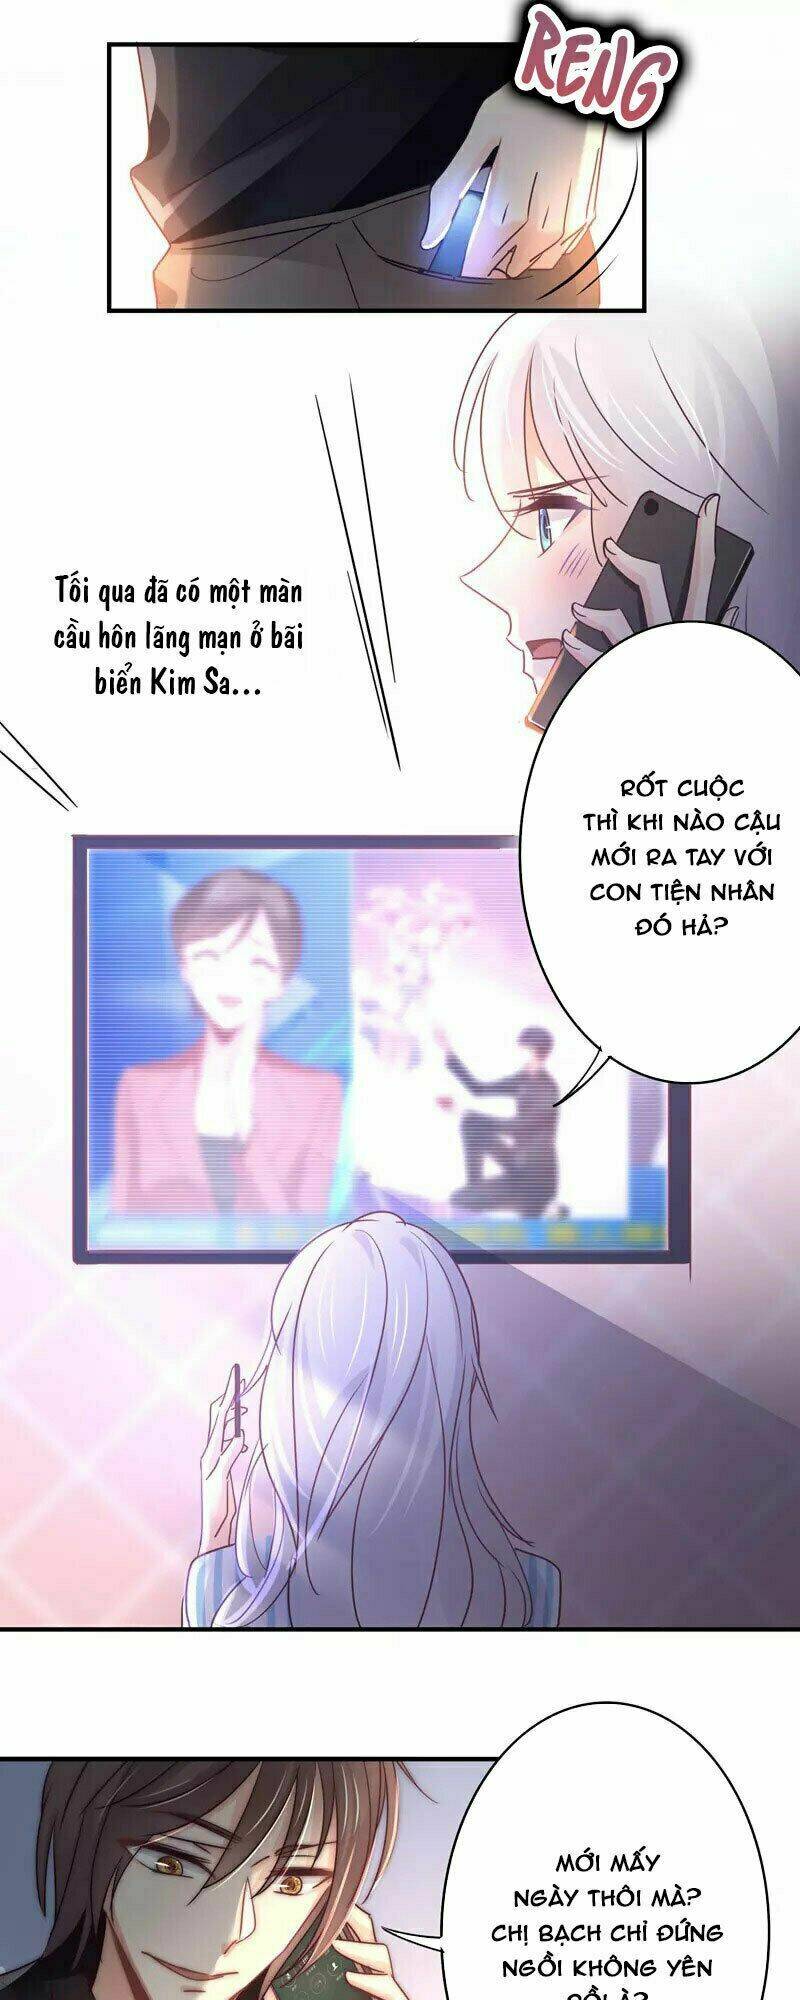 RENG
Tối qua đã có một màn
cầu hôn lãng mạn ở bãi
biển Kim Sa...
RỐT CUỘC
THÌ KHI NÀO CẬU
MỚI RA TAY VỚI
CON TIỆN NHÂN
ĐÓ HẢ?
MỚI MẤY
NGÀY THÔI MÀ?
CHỊ BẠCH CHỈ ĐỨNG
NGỒI KHÔNG YÊN
RỒI À?